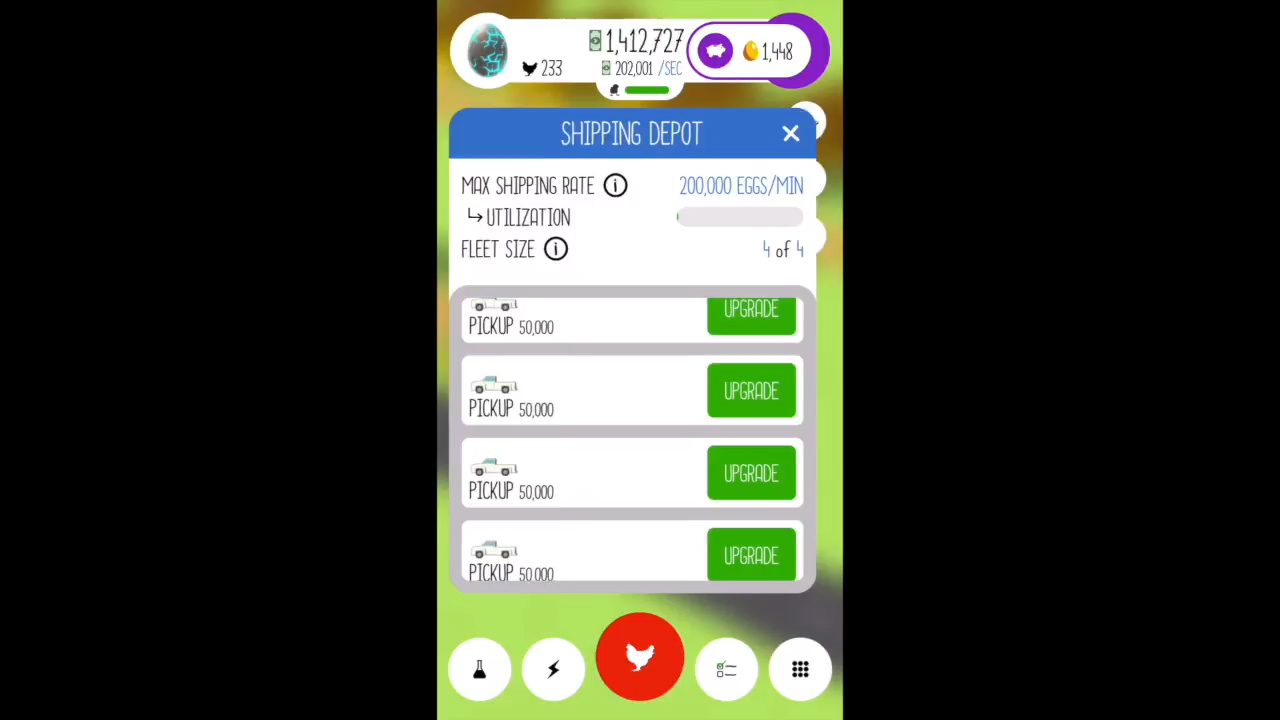 1,412,727
233
202,001 /SEC
1,448
SHIPPING DEPOT
MAX SHIPPING RATE i 200,000 EGGS/MIN
UTILIZATION
FLEET SIZE i 4 of 4
PICKUP 50,000 UPGRADE
PICKUP 50,000 UPGRADE
PICKUP 50,000 UPGRADE
PICKUP 50,000 UPGRADE